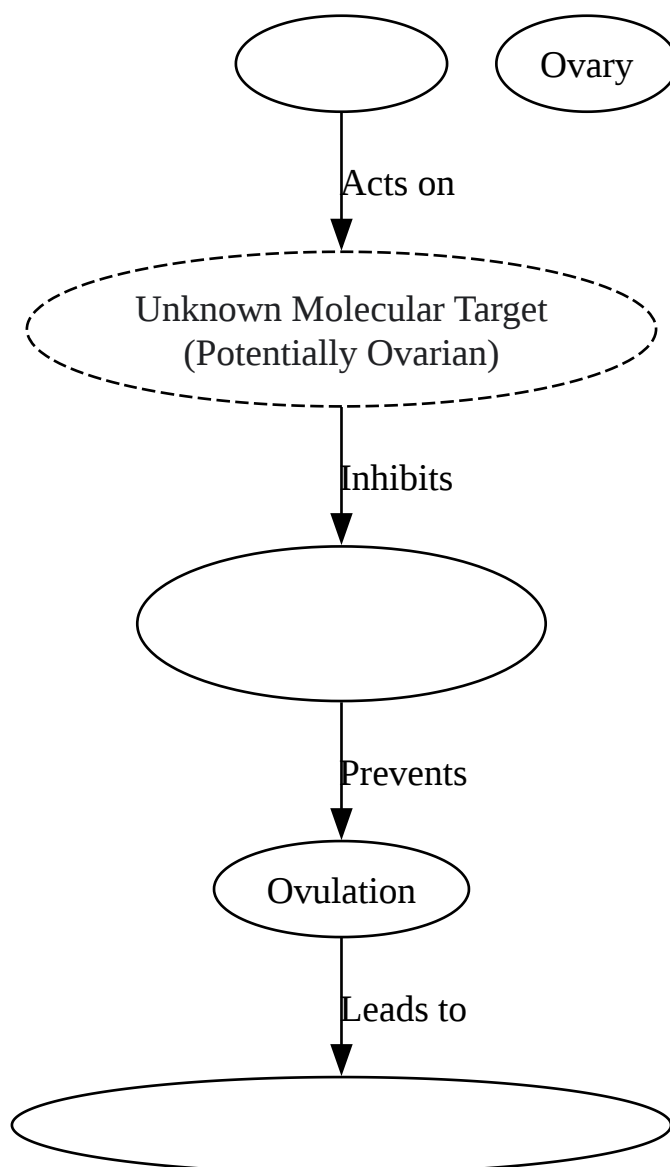 Ovary
Acts on
Unknown Molecular Target
(Potentially Ovarian)
Inhibits
Prevents
Ovulation
Leads to